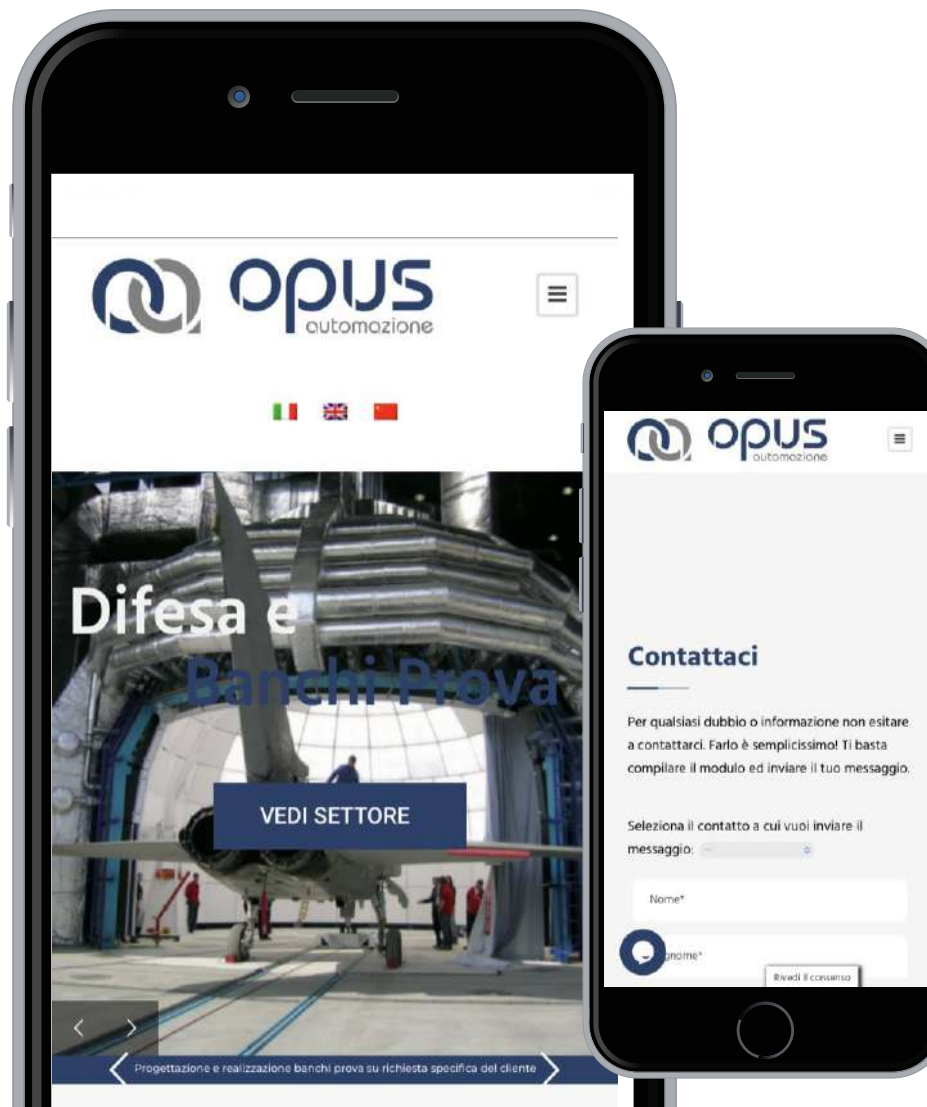 opus
automazione
Difesa e
Banchi Prova
VEDI SETTORE
Progettazione e realizzazione banchi prova su richiesta specifica del cliente
opus
automazione
Contattaci
Per qualsiasi dubbio o informazione non esitare
a contattarci. Farlo è semplicissimo! Ti basta
compilare il modulo ed inviare il tuo messaggio.
Seleziona il contatto a cui vuoi inviare il
messaggio: ---
Nome*
gnome*
Rivedi il consenso